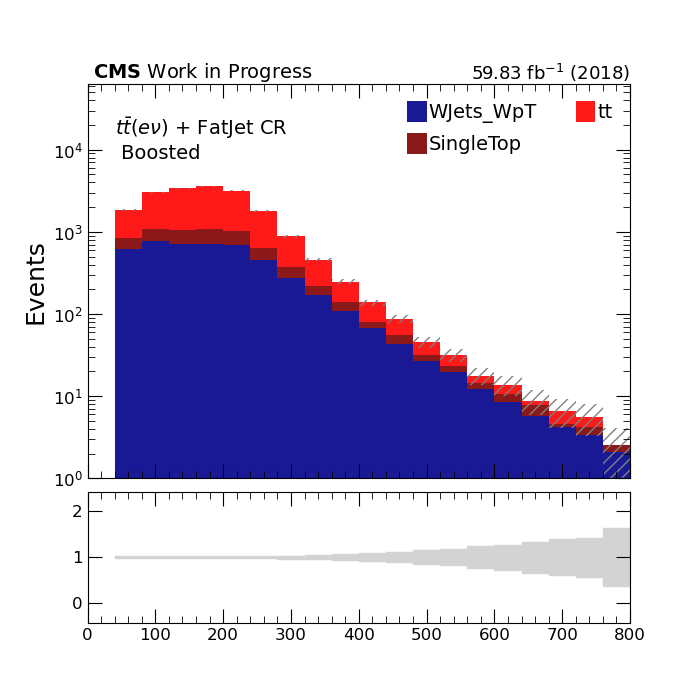 CMS Work in Progress 59.83 fb⁻¹ (2018)
tt̄(eν) + FatJet CR
Boosted
WJets_WpT tt
SingleTop
Events
10⁴
10³
10²
10¹
10⁰
2
1
0
0 100 200 300 400 500 600 700 800